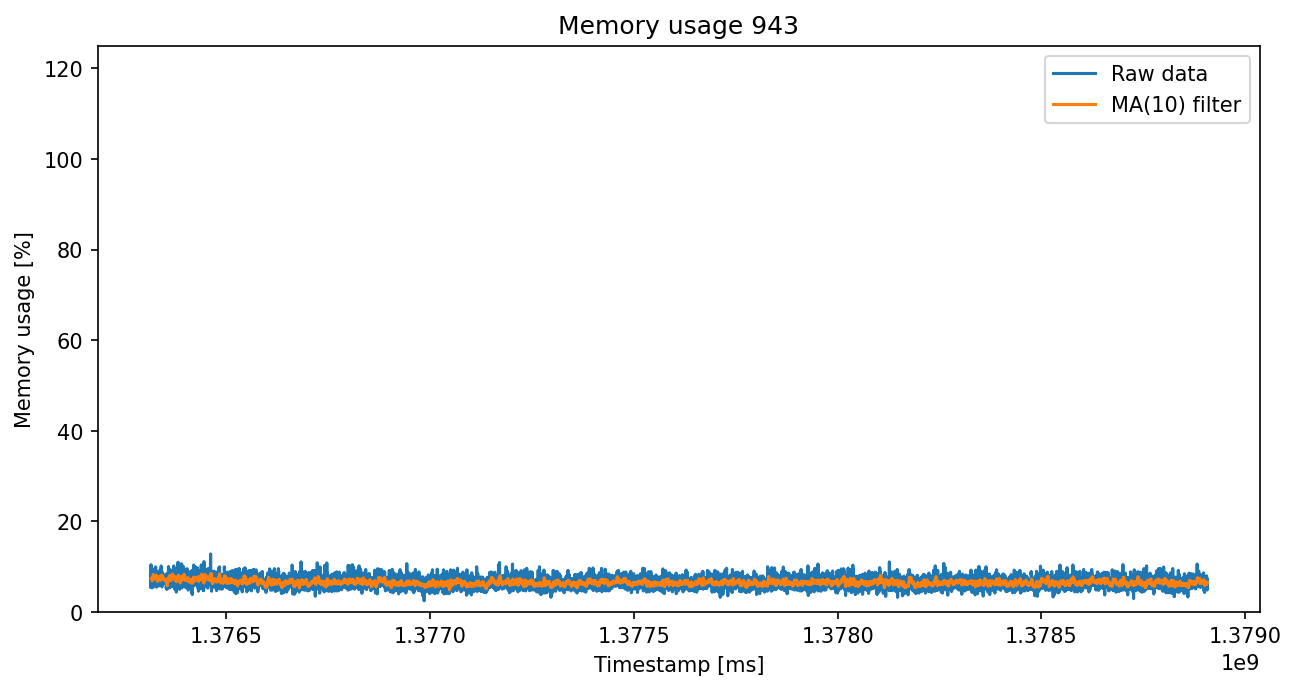 Memory usage 943
Raw data
MA(10) filter
Memory usage [%]
120
100
80
60
40
20
0
1.3765 1.3770 1.3775 1.3780 1.3785 1.3790
1e9
Timestamp [ms]